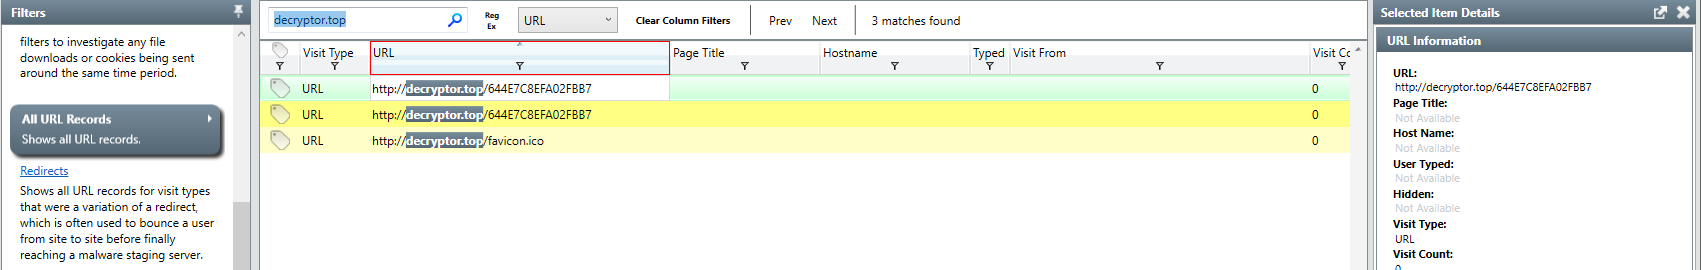 Filters
filters to investigate any file
downloads or cookies being sent
around the same time period.
All URL Records
Shows all URL records.
Redirects
Shows all URL records for visit types
that were a variation of a redirect,
which is often used to bounce a user
from site to site before finally
reaching a malware staging server.
decryptor.top
Reg
Ex
URL
Clear Column Filters
Prev
Next
3 matches found
Visit Type URL Page Title Hostname Typed Visit From Visit Co
URL http://decryptor.top/644E7C8EFA02FBB7 0
URL http://decryptor.top/644E7C8EFA02FBB7 0
URL http://decryptor.top/favicon.ico 0
Selected Item Details
URL Information
URL:
http://decryptor.top/644E7C8EFA02FBB7
Page Title:
Not Available
Host Name:
Not Available
User Typed:
Not Available
Hidden:
Not Available
Visit Type:
URL
Visit Count:
0